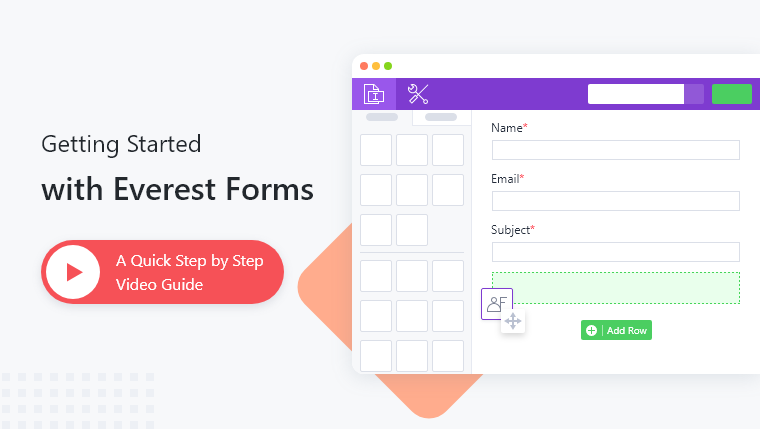 Getting Started
with Everest Forms
A Quick Step by Step
Video Guide
Name*
Email*
Subject*
Add Row